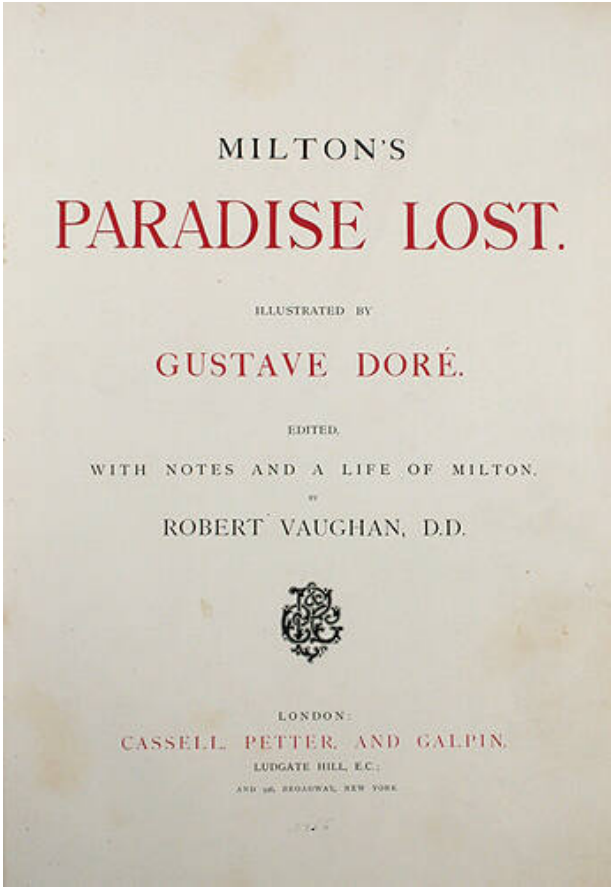 MILTON'S
PARADISE LOST.
ILLUSTRATED BY
GUSTAVE DORÉ.
EDITED,
WITH NOTES AND A LIFE OF MILTON,
BY
ROBERT VAUGHAN, D.D.
LONDON:
CASSELL, PETTER, AND GALPIN,
LUDGATE HILL, E.C.;
AND 596, BROADWAY, NEW YORK